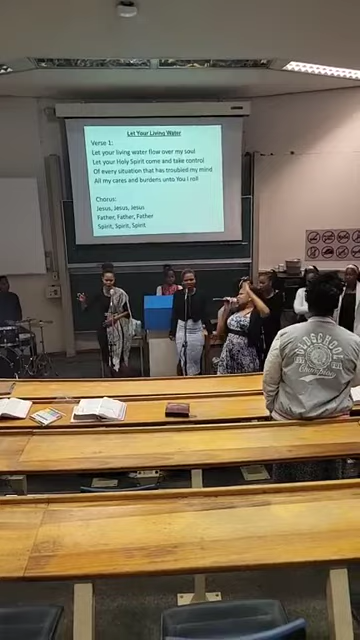 Let Your Living Water
Verse 1:
Let your living water flow over my soul
Let your Holy Spirit come and take control
Of every situation that has troubled my mind
All my cares and burdens unto You I roll
Chorus:
Jesus, Jesus, Jesus
Father, Father, Father
Spirit, Spirit, Spirit
OLDSCHOOL